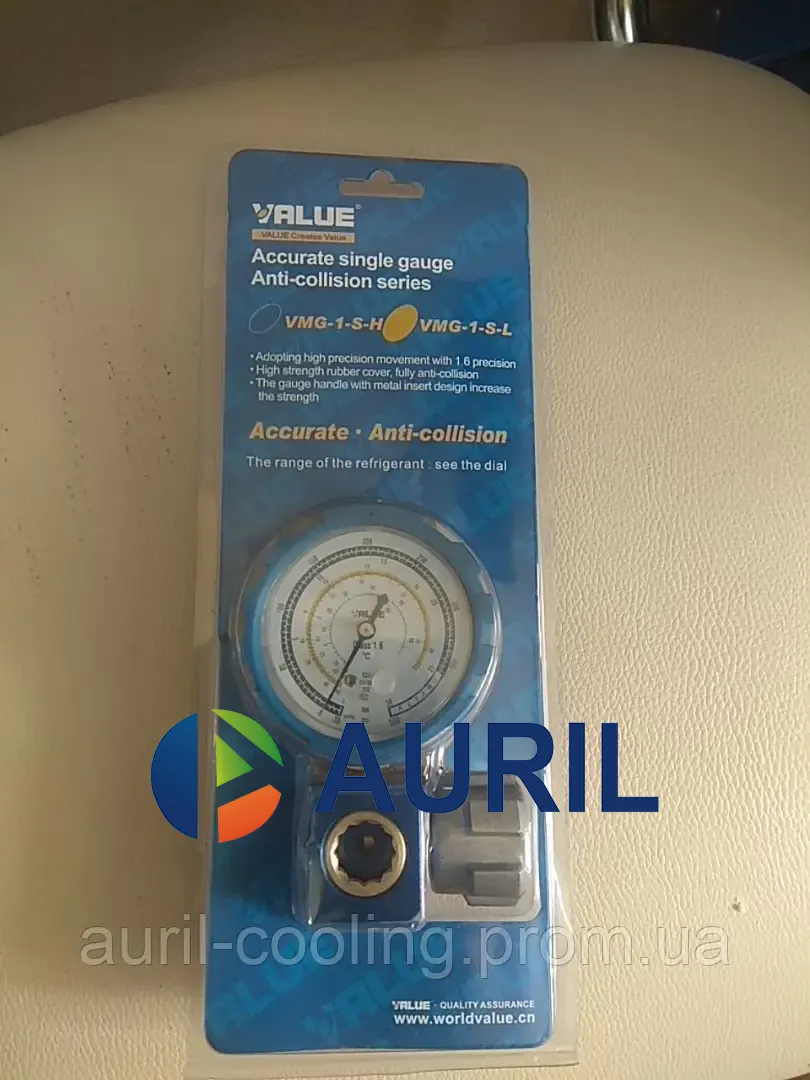 VALUE®
VALUE Creates Value
Accurate single gauge
Anti-collision series
VMG-1-S-H VMG-1-S-L
• Adopting high precision movement with 1.6 precision
• High strength rubber cover, fully anti-collision
• The gauge handle with metal insert design increase
the strength
Accurate · Anti-collision
The range of the refrigerant : see the dial
VALUE
Class 1.6
°C
AURIL
auril-cooling.prom.ua
VALUE · QUALITY ASSURANCE
www.worldvalue.cn